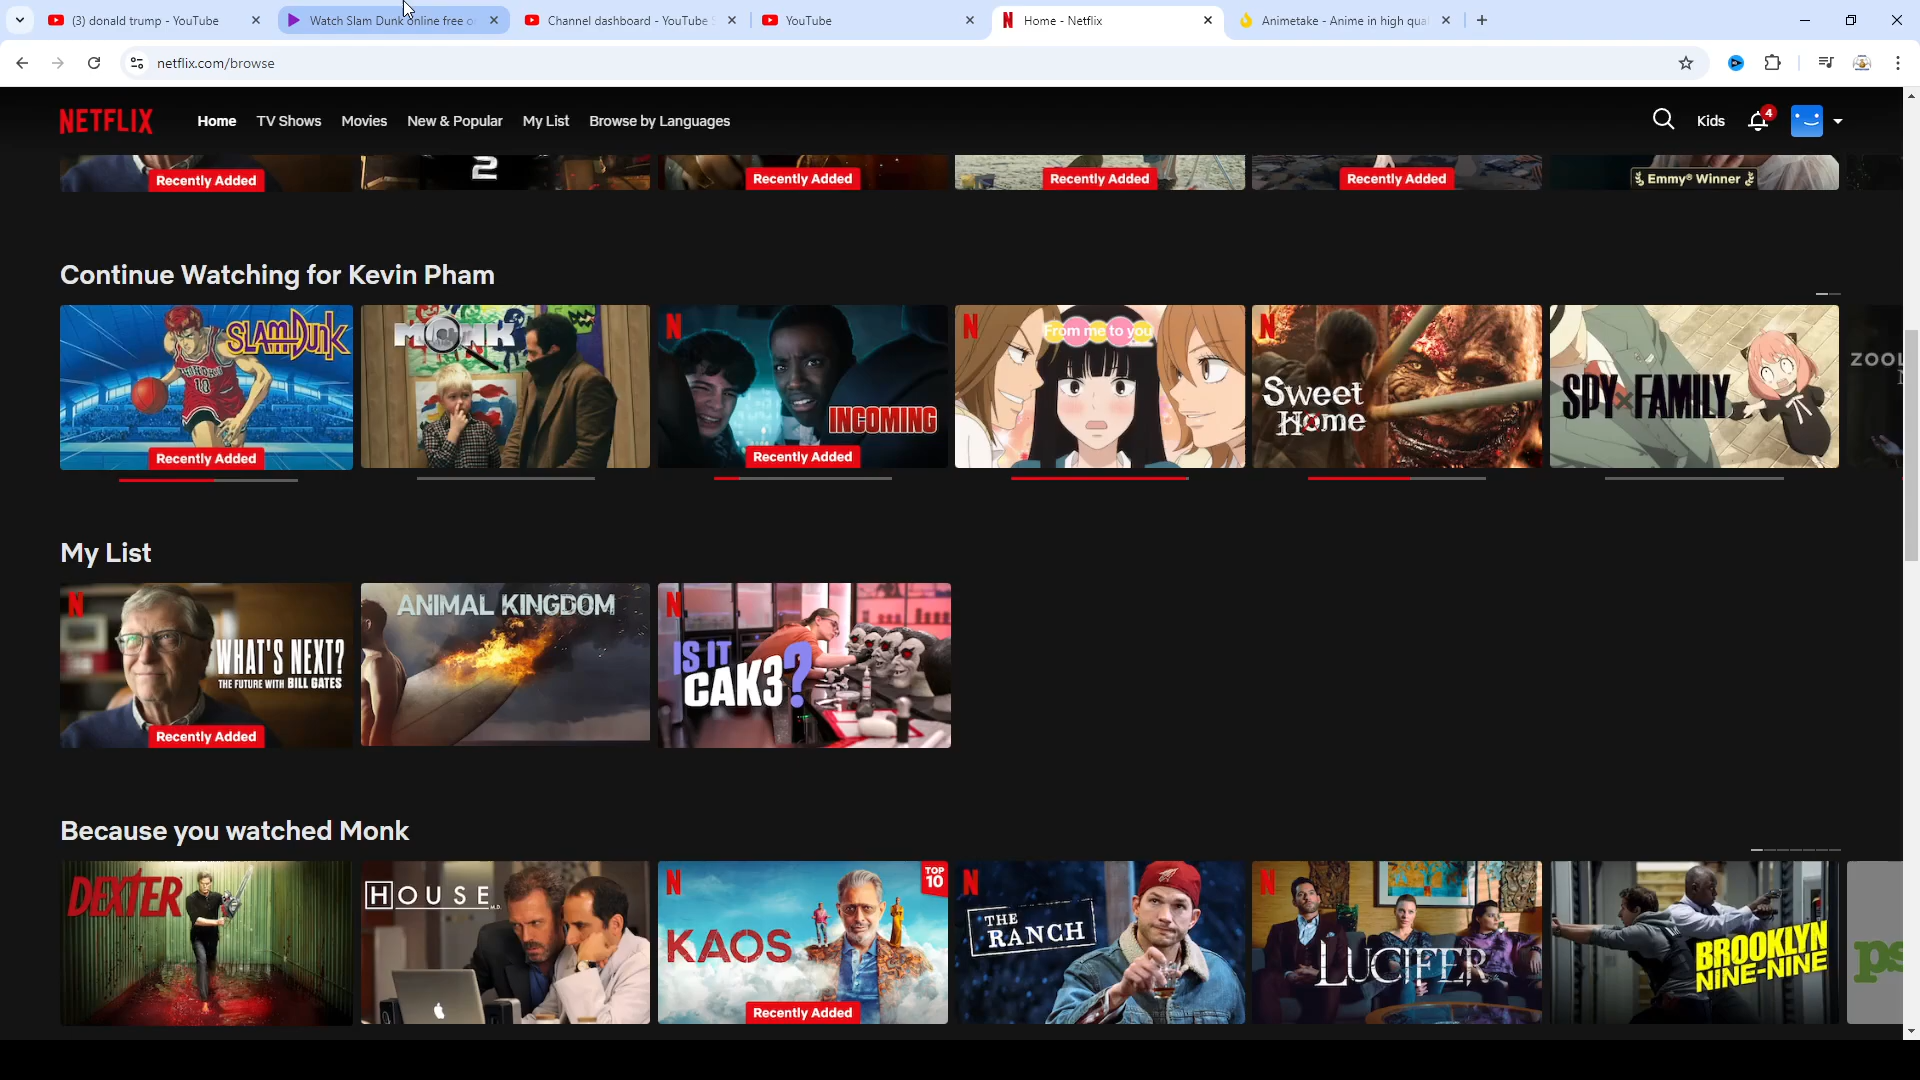 (3) donald trump - YouTube
Watch Slam Dunk online free o
Channel dashboard - YouTube S
YouTube
Home - Netflix
Animetake - Anime in high qual
netflix.com/browse
NETFLIX
Home
TV Shows
Movies
New & Popular
My List
Browse by Languages
Kids
4
Recently Added
2
Recently Added
Recently Added
Recently Added
Emmy® Winner
Continue Watching for Kevin Pham
SLAM DUNK
SHOHOKU
10
Recently Added
MONK
N
INCOMING
Recently Added
N
From me to you
N
Sweet
Home
SPY×FAMILY
My List
N
WHAT'S NEXT?
THE FUTURE WITH BILL GATES
Recently Added
ANIMAL KINGDOM
N
IS IT
CAK3?
Because you watched Monk
DEXTER
HOUSE M.D.
N
TOP
10
KAOS
Recently Added
N
THE
RANCH
N
LUCIFER
BROOKLYN
NINE-NINE